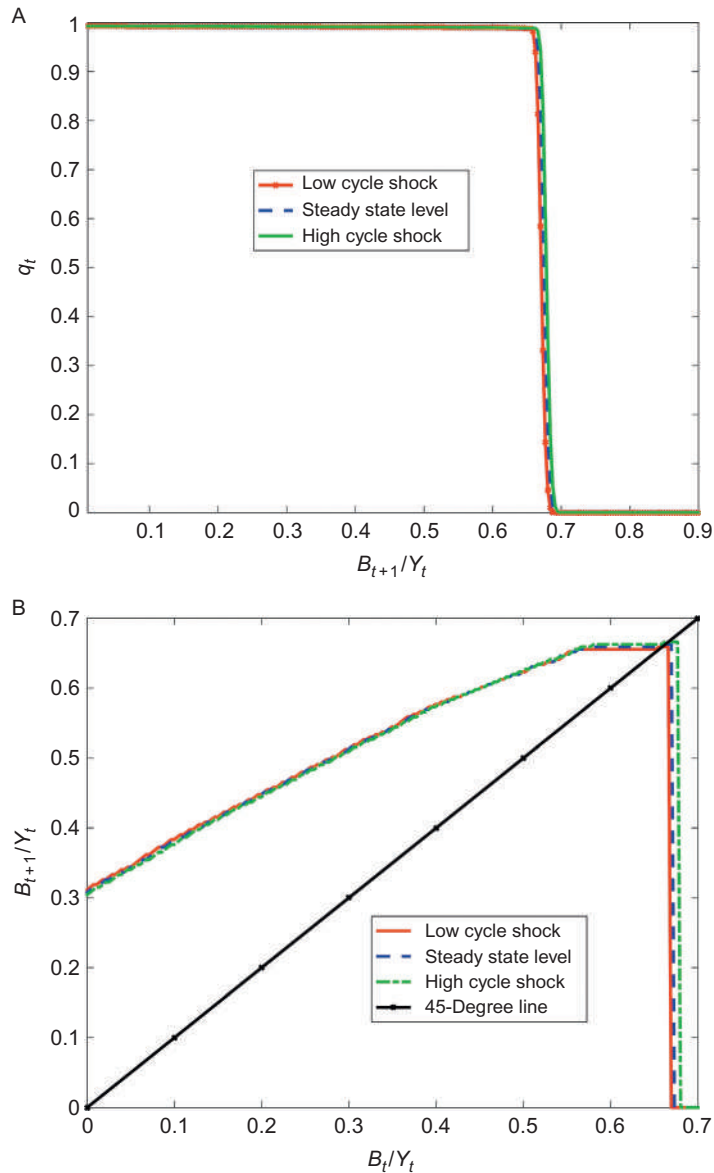 A
1
0.9
0.8
0.7
0.6
0.5
0.4
0.3
0.2
0.1
0
q_t
Low cycle shock
Steady state level
High cycle shock
0.1 0.2 0.3 0.4 0.5 0.6 0.7 0.8 0.9
B_{t+1}/Y_t
B
0.7
0.6
0.5
0.4
0.3
0.2
0.1
0
B_{t+1}/Y_t
Low cycle shock
Steady state level
High cycle shock
45-Degree line
0 0.1 0.2 0.3 0.4 0.5 0.6 0.7
B_t/Y_t